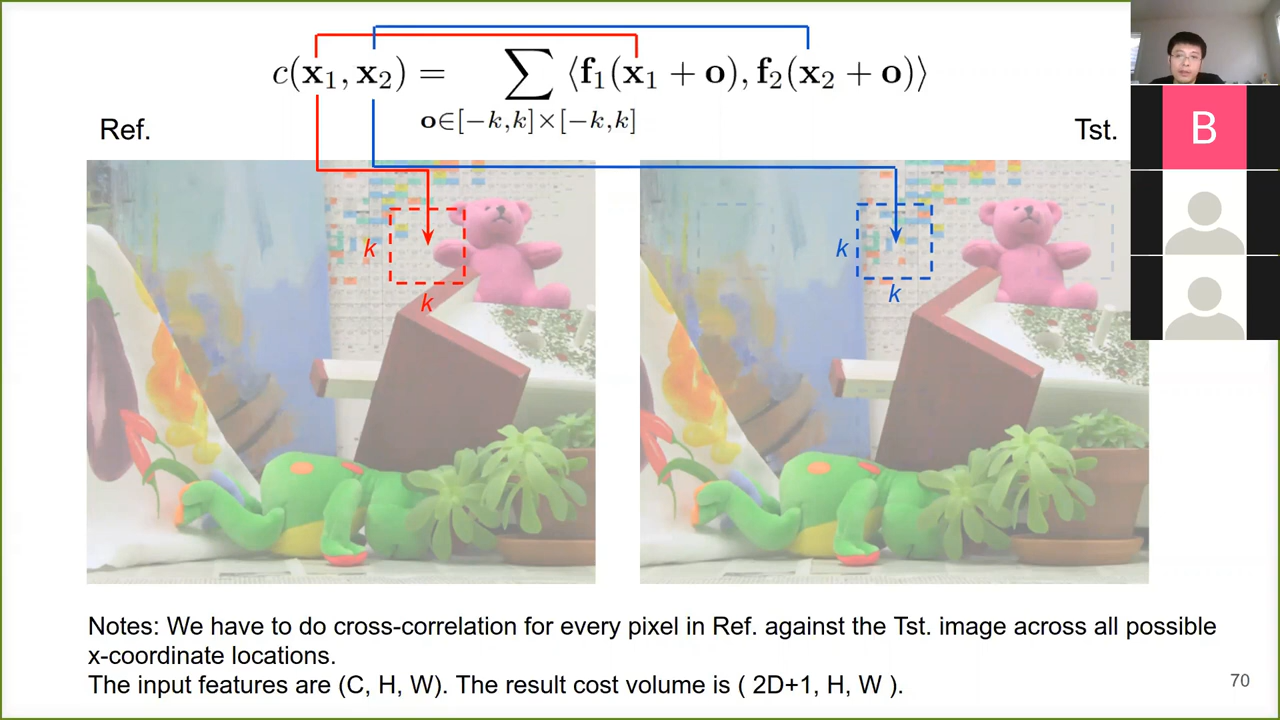 c(x₁, x₂) = ∑ ⟨f₁(x₁ + o), f₂(x₂ + o)⟩
o∈[−k,k]×[−k,k]
Ref.
Tst.
B
k
k
k
k
Notes: We have to do cross-correlation for every pixel in Ref. against the Tst. image across all possible
x-coordinate locations.
The input features are (C, H, W). The result cost volume is ( 2D+1, H, W ).
70